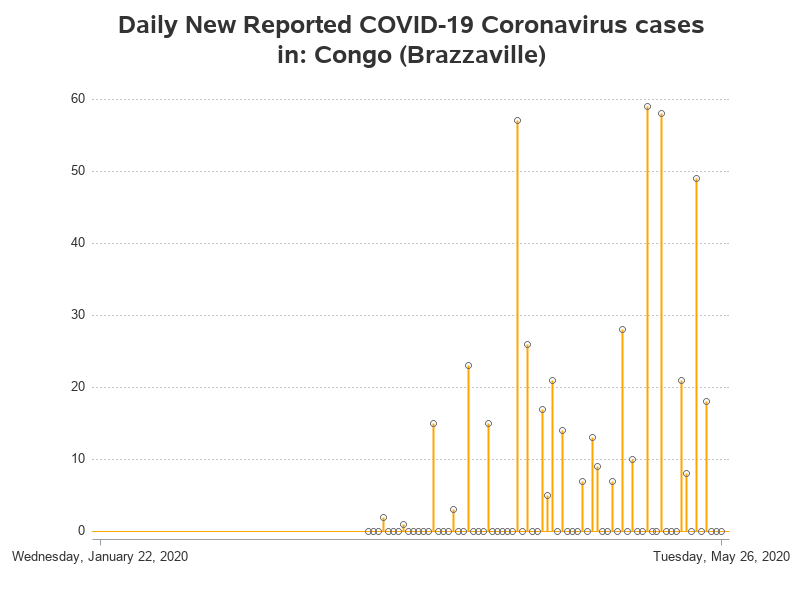 Daily New Reported COVID-19 Coronavirus cases
in: Congo (Brazzaville)
60
50
40
30
20
10
0
Wednesday, January 22, 2020
Tuesday, May 26, 2020